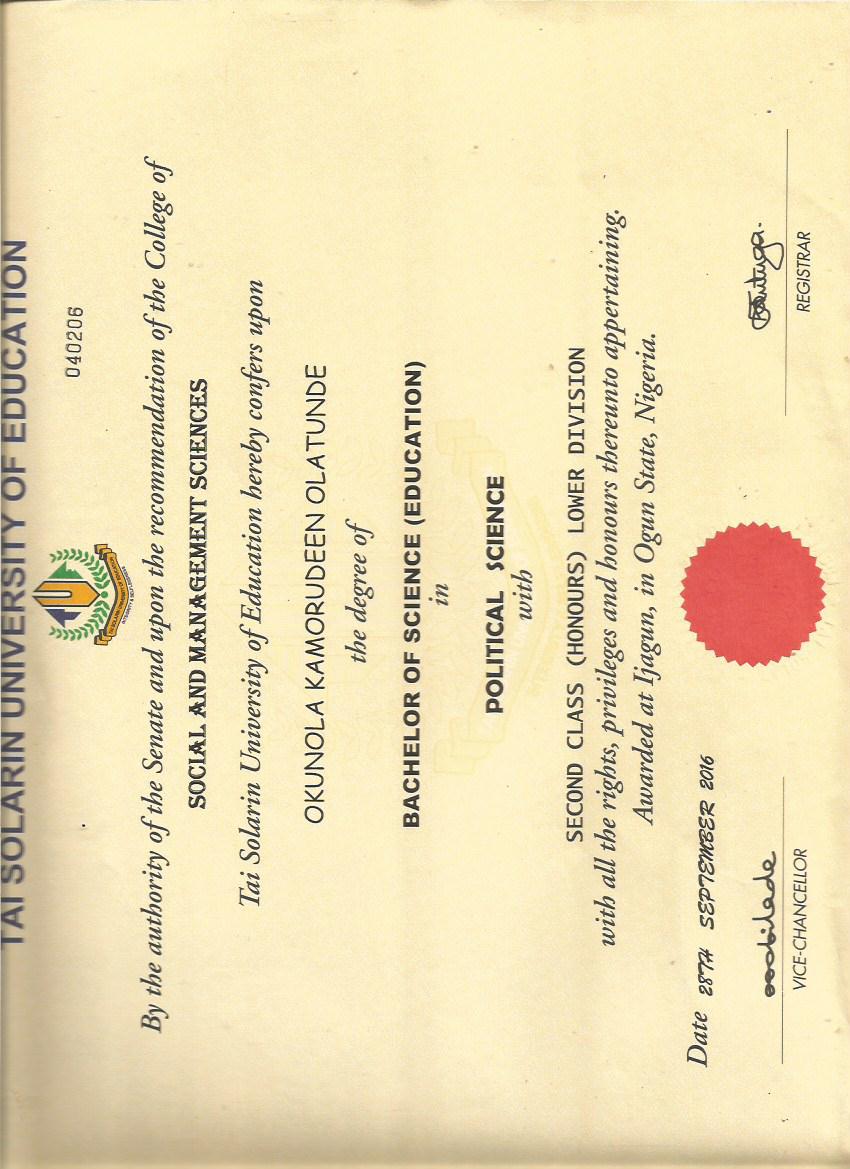 TAI SOLARIN UNIVERSITY OF EDUCATION
040206
By the authority of the Senate and upon the recommendation of the College of
SOCIAL AND MANAGEMENT SCIENCES
Tai Solarin University of Education hereby confers upon
OKUNOLA KAMORUDEEN OLATUNDE
the degree of
BACHELOR OF SCIENCE (EDUCATION)
in
POLITICAL SCIENCE
with
SECOND CLASS (HONOURS) LOWER DIVISION
with all the rights, privileges and honours thereunto appertaining.
Awarded at Ijagun, in Ogun State, Nigeria.
Date 28TH SEPTEMBER 2016
VICE-CHANCELLOR
REGISTRAR